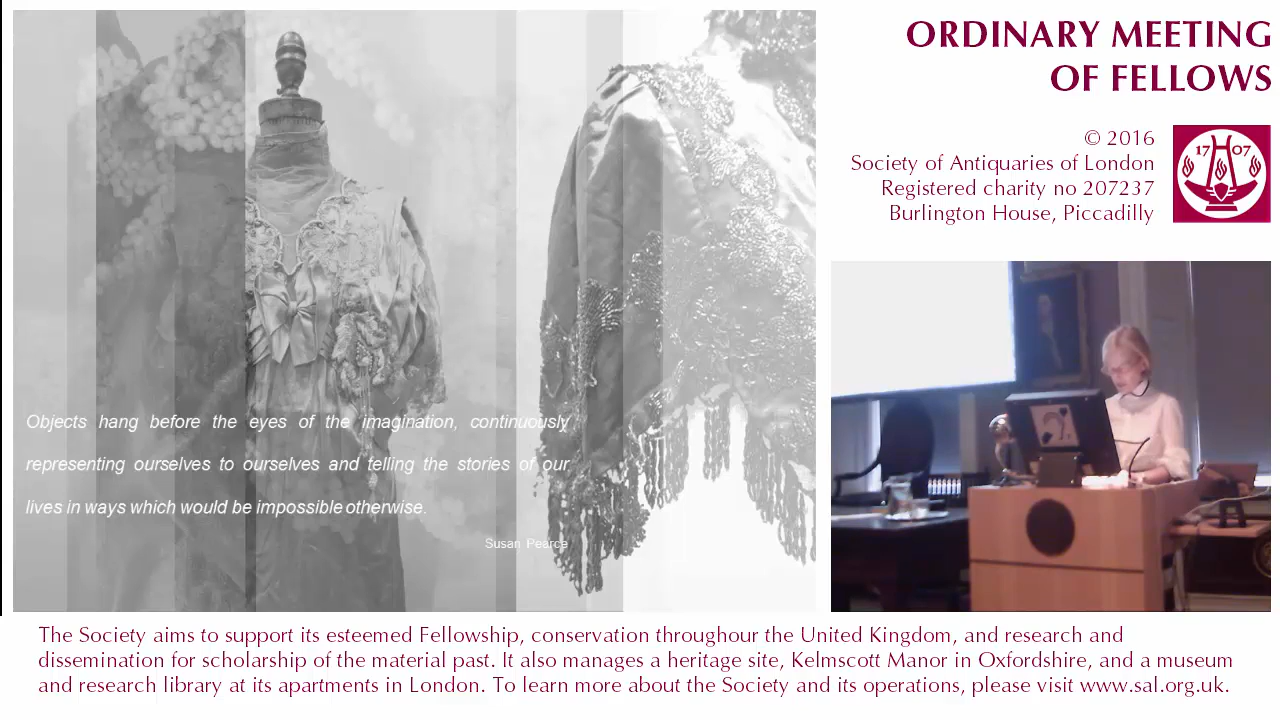 ORDINARY MEETING
OF FELLOWS
© 2016
Society of Antiquaries of London
Registered charity no 207237
Burlington House, Piccadilly
17 07
Objects hang before the eyes of the imagination, continuously
representing ourselves to ourselves and telling the stories of our
lives in ways which would be impossible otherwise.
Susan Pearce
The Society aims to support its esteemed Fellowship, conservation throughour the United Kingdom, and research and
dissemination for scholarship of the material past. It also manages a heritage site, Kelmscott Manor in Oxfordshire, and a museum
and research library at its apartments in London. To learn more about the Society and its operations, please visit www.sal.org.uk.